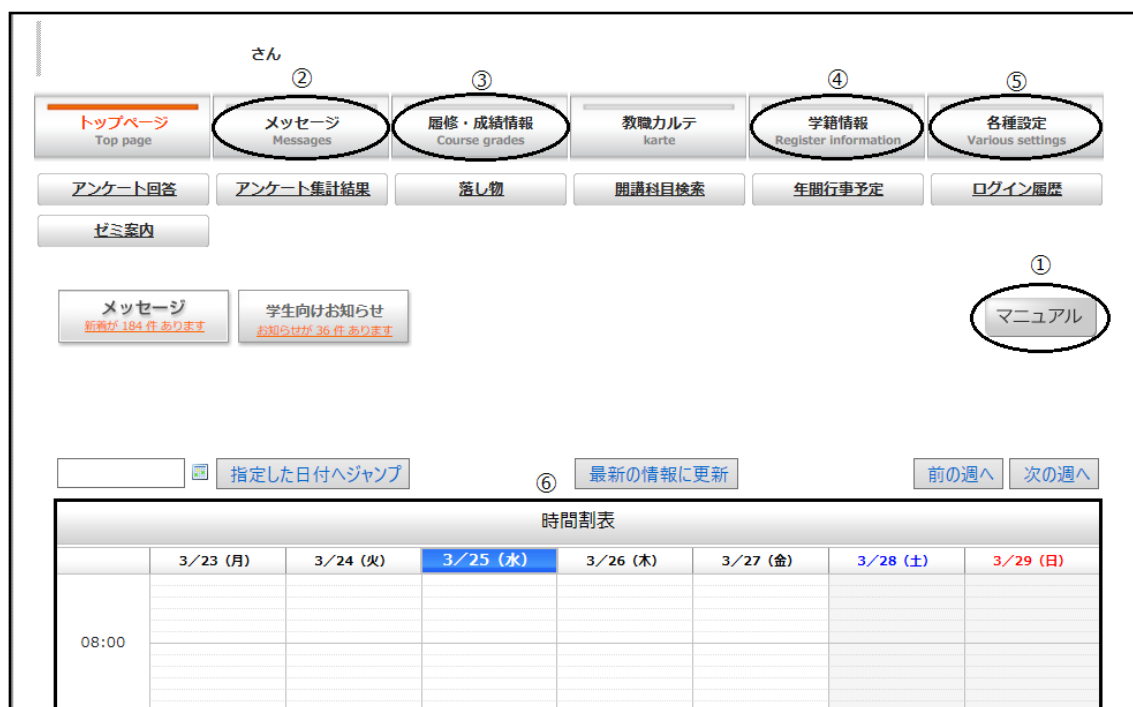 さん
② ③ ④ ⑤
トップページ メッセージ 履修・成績情報 教職カルテ 学籍情報 各種設定
Top page Messages Course grades karte Register information Various settings
アンケート回答 アンケート集計結果 落し物 開講科目検索 年間行事予定 ログイン履歴
ゼミ案内
①
メッセージ 学生向けお知らせ マニュアル
新着が 184 件 あります お知らせが 36 件 あります
指定した日付へジャンプ 最新の情報に更新 前の週へ 次の週へ
⑥
時間割表
3／23（月） 3／24（火） 3／25（水） 3／26（木） 3／27（金） 3／28（土） 3／29（日）
08:00